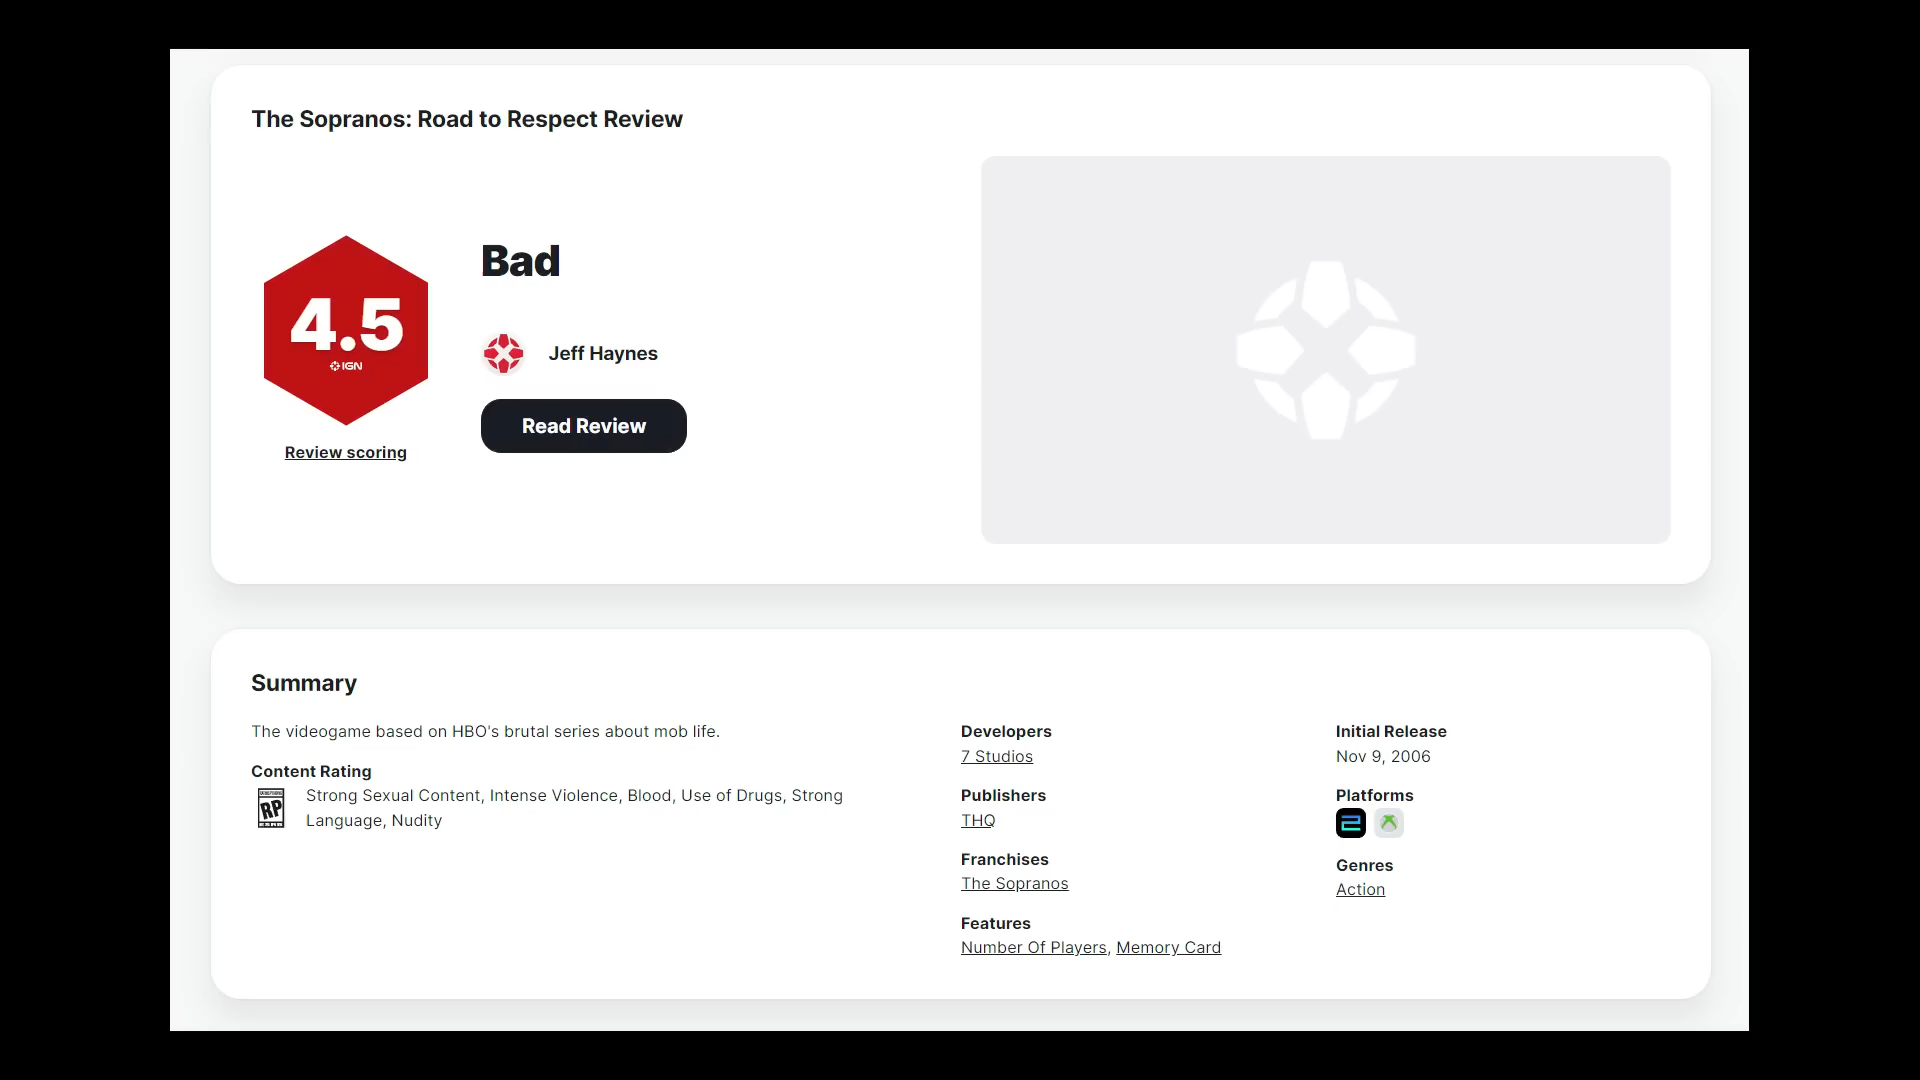 The Sopranos: Road to Respect Review
Bad
4.5
IGN
Jeff Haynes
Read Review
Review scoring
Summary
The videogame based on HBO's brutal series about mob life.
Content Rating
RP
Strong Sexual Content, Intense Violence, Blood, Use of Drugs, Strong
Language, Nudity
Developers
7 Studios
Publishers
THQ
Franchises
The Sopranos
Features
Number Of Players, Memory Card
Initial Release
Nov 9, 2006
Platforms
Genres
Action